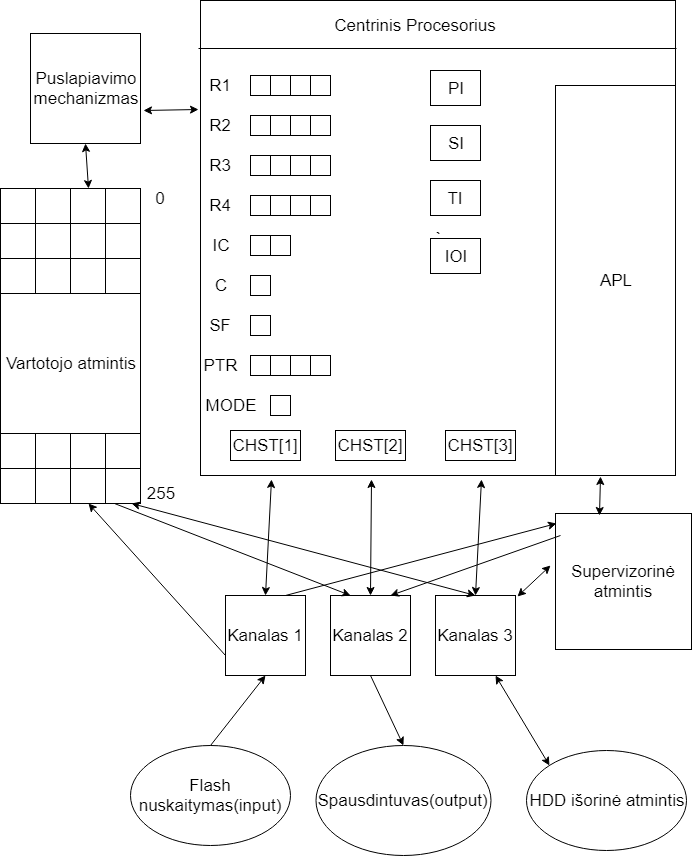 Centrinis Procesorius
Puslapiavimo
mechanizmas
R1
R2
R3
R4
IC
C
SF
PTR
MODE
PI
SI
TI
`
IOI
APL
0
Vartotojo atmintis
255
CHST[1]
CHST[2]
CHST[3]
Kanalas 1
Kanalas 2
Kanalas 3
Supervizorinė
atmintis
Flash
nuskaitymas(input)
Spausdintuvas(output)
HDD išorinė atmintis